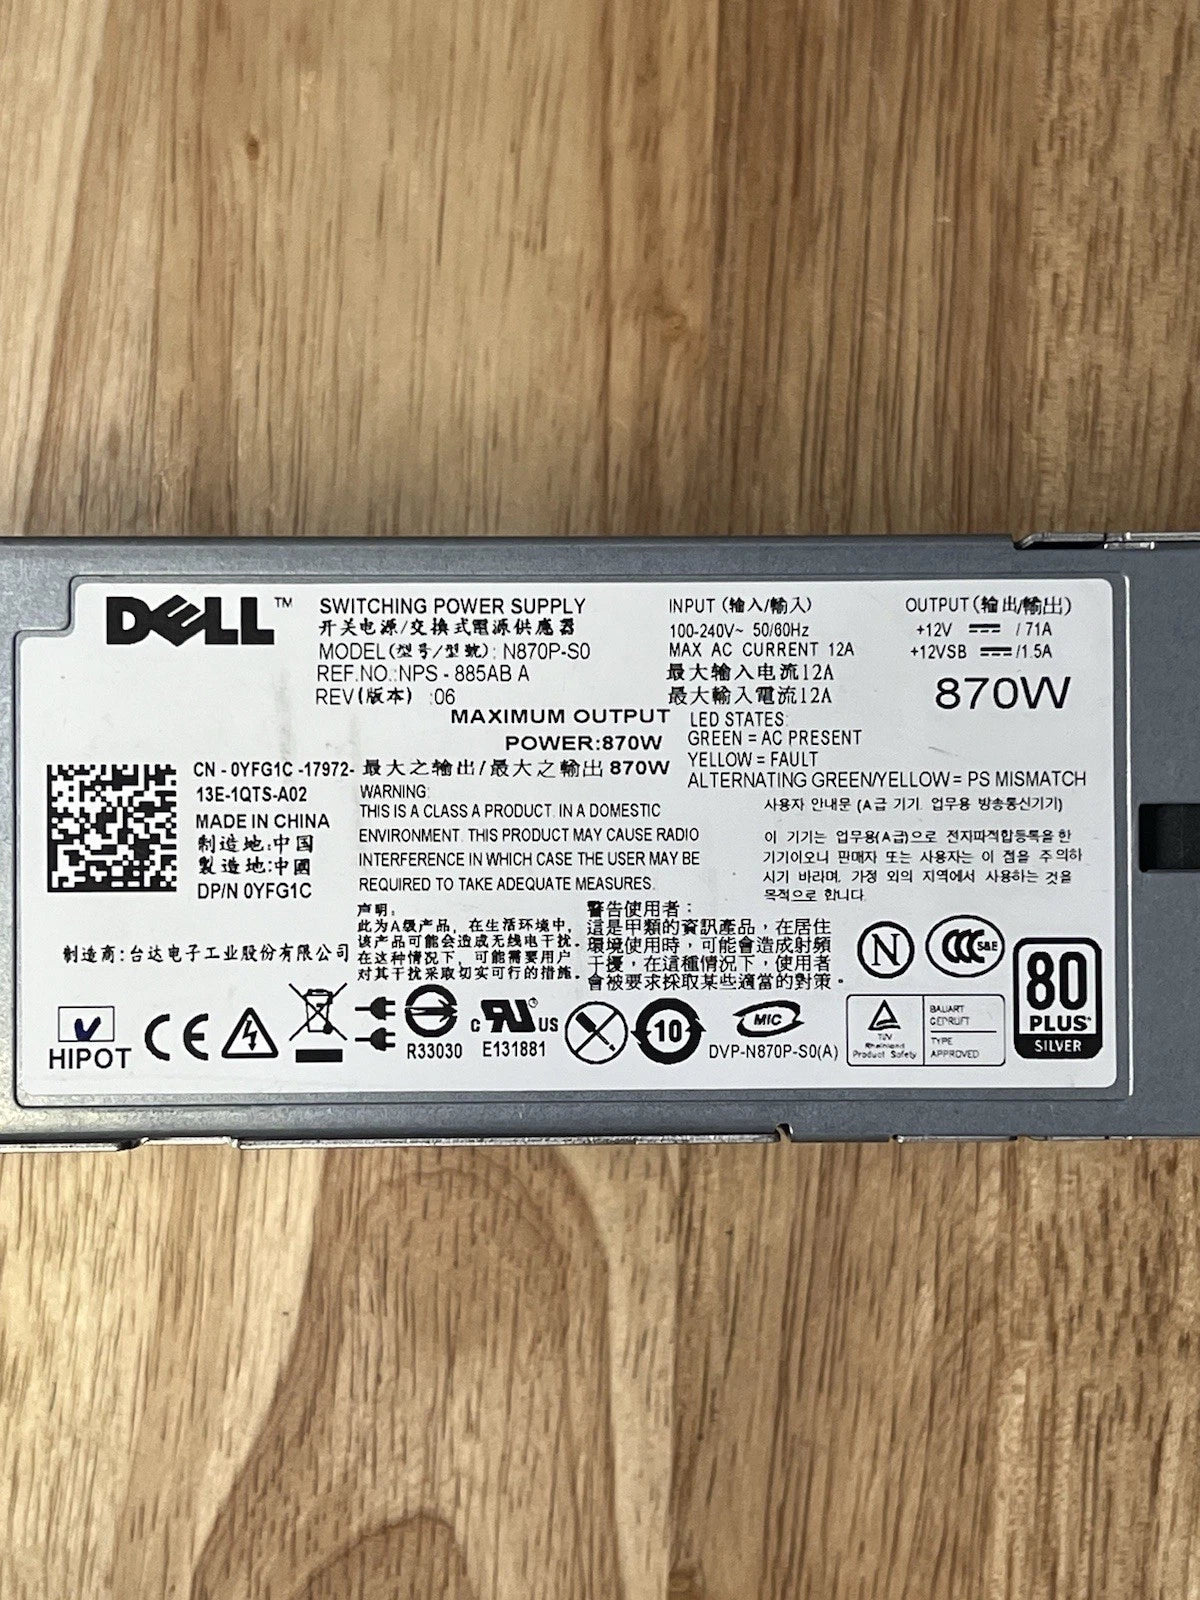 DELL™
SWITCHING POWER SUPPLY
开关电源/交換式電源供應器
MODEL(型号/型號): N870P-S0
REF.NO.:NPS - 885AB A
REV(版本) :06
INPUT (输入/輸入)
100-240V~ 50/60Hz
MAX AC CURRENT 12A
最大输入电流12A
最大輸入電流12A
OUTPUT(输出/輸出)
+12V ⎓ / 71A
+12VSB ⎓ /1.5A
870W
MAXIMUM OUTPUT
POWER:870W
最大之输出/最大之輸出 870W
LED STATES:
GREEN = AC PRESENT
YELLOW = FAULT
ALTERNATING GREEN/YELLOW = PS MISMATCH
CN - 0YFG1C -17972-
13E-1QTS-A02
MADE IN CHINA
制造地:中国
製造地:中國
DP/N 0YFG1C
WARNING:
THIS IS A CLASS A PRODUCT. IN A DOMESTIC
ENVIRONMENT. THIS PRODUCT MAY CAUSE RADIO
INTERFERENCE IN WHICH CASE THE USER MAY BE
REQUIRED TO TAKE ADEQUATE MEASURES.
사용자 안내문 (A급 기기. 업무용 방송통신기기)
이 기기는 업무용(A급)으로 전자파적합등록을 한
기기이오니 판매자 또는 사용자는 이 점을 주의하
시기 바라며, 가정 외의 지역에서 사용하는 것을
목적으로 합니다.
声明:
此为A级产品，在生活环境中，
该产品可能会造成无线电干扰。
在这种情况下，可能需要用户
对其干扰采取切实可行的措施。
警告使用者：
這是甲類的資訊產品，在居住
環境使用時，可能會造成射頻
干擾，在這種情況下，使用者
會被要求採取某些適當的對策。
制造商:台达电子工业股份有限公司
HIPOT
CE
R33030
c UR ® US
E131881
10
MIC
DVP-N870P-S0(A)
N
CCC S&E
TÜV
Rheinland
Product Safety
BAUART
GEPRUFT
TYPE
APPROVED
80
PLUS
SILVER